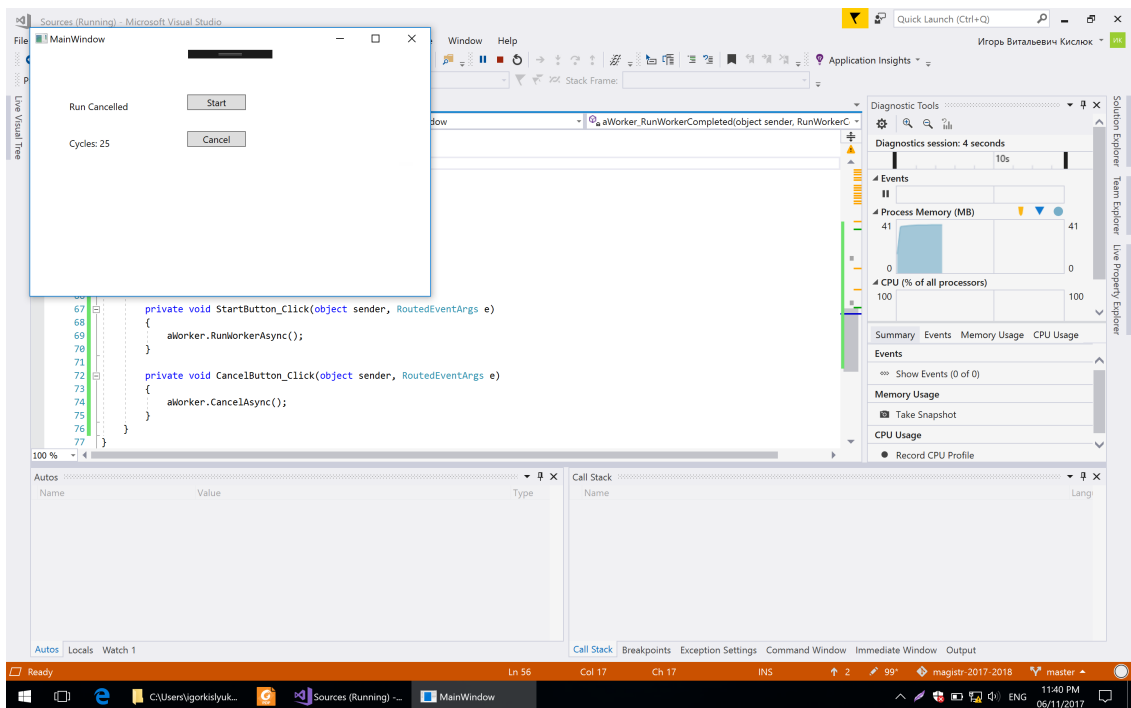 Sources (Running) - Microsoft Visual Studio
Quick Launch (Ctrl+Q)
File
Window Help
Игорь Витальевич Кислюк
ИК
MainWindow
Stack Frame:
Application Insights
Run Cancelled
Start
Cycles: 25
Cancel
Live Visual Tree
dow
aWorker_RunWorkerCompleted(object sender, RunWorkerC
67 private void StartButton_Click(object sender, RoutedEventArgs e)
68 {
69 aWorker.RunWorkerAsync();
70 }
71
72 private void CancelButton_Click(object sender, RoutedEventArgs e)
73 {
74 aWorker.CancelAsync();
75 }
76 }
77 }
100 %
Diagnostic Tools
Diagnostics session: 4 seconds
10s
Events
Process Memory (MB)
41 41
0 0
CPU (% of all processors)
100 100
Summary Events Memory Usage CPU Usage
Events
Show Events (0 of 0)
Memory Usage
Take Snapshot
CPU Usage
Record CPU Profile
Solution Explorer
Team Explorer
Live Property Explorer
Autos
Name Value Type
Call Stack
Name Lang
Autos Locals Watch 1
Call Stack Breakpoints Exception Settings Command Window Immediate Window Output
Ready Ln 56 Col 17 Ch 17 INS 2 99* magistr-2017-2018 master
C:\Users\igorkislyuk... Sources (Running) -... MainWindow
ENG
11:40 PM
06/11/2017